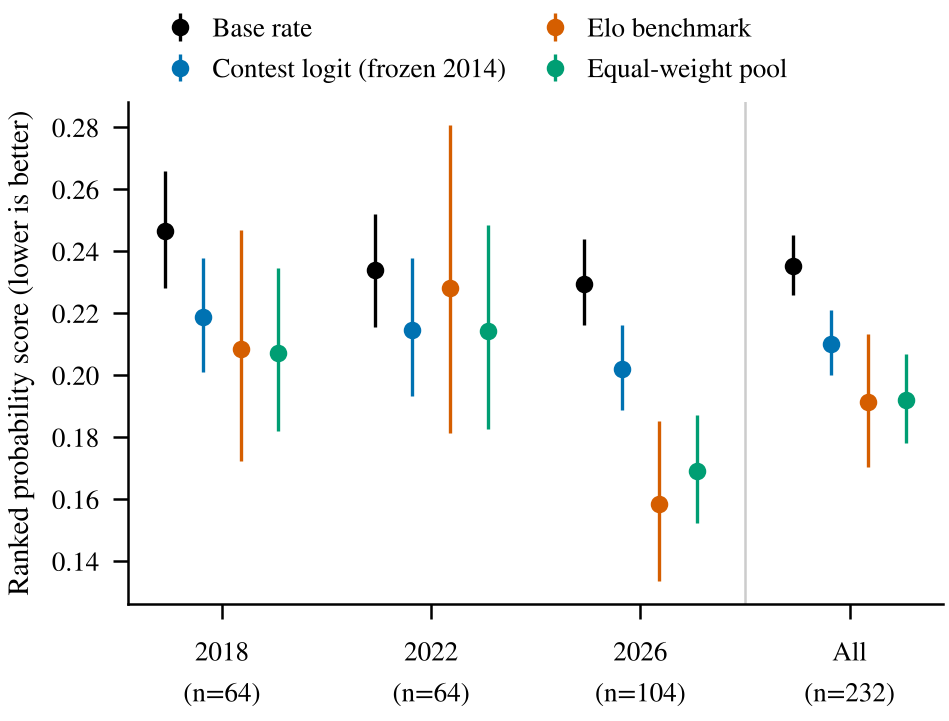 Base rate
Contest logit (frozen 2014)
Elo benchmark
Equal-weight pool
Ranked probability score (lower is better)
0.28
0.26
0.24
0.22
0.20
0.18
0.16
0.14
2018
(n=64)
2022
(n=64)
2026
(n=104)
All
(n=232)